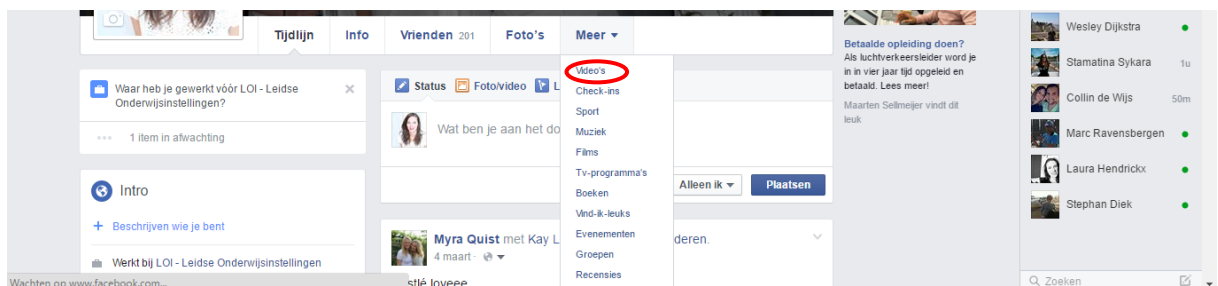 Tijdlijn Info Vrienden 201 Foto's Meer
Waar heb je gewerkt vóór LOI - Leidse
Onderwijsinstellingen?
1 item in afwachting
Intro
Beschrijven wie je bent
Werkt bij LOI - Leidse Onderwijsinstellingen
Wachten op www.facebook.com...
Status Foto/video L
Wat ben je aan het do
Alleen ik Plaatsen
Myra Quist met Kay L deren.
4 maart ·
stlé loveee
Video's
Check-ins
Sport
Muziek
Films
Tv-programma's
Boeken
Vind-ik-leuks
Evenementen
Groepen
Recensies
Betaalde opleiding doen?
Als luchtverkeersleider word je
in in vier jaar tijd opgeleid en
betaald. Lees meer!
Maarten Sellmeijer vindt dit
leuk
Wesley Dijkstra
Stamatina Sykara 1u
Collin de Wijs 50m
Marc Ravensbergen
Laura Hendrickx
Stephan Diek
Zoeken